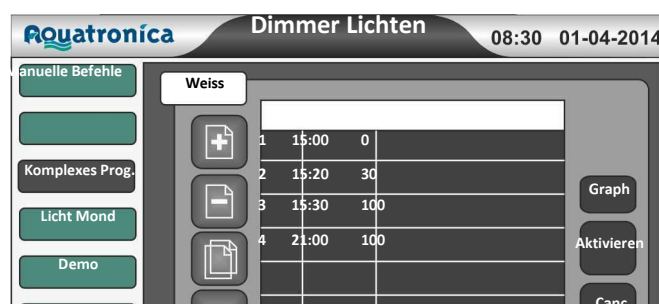 Aquatronica
Dimmer Lichten
08:30 01-04-2014
anuelle Befehle
Weiss
1 15:00 0
Komplexes Prog.
2 15:20 30
Graph
3 15:30 100
Licht Mond
4 21:00 100
Aktivieren
Demo
Canc